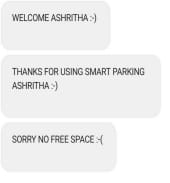 WELCOME ASHRITHA :-)
THANKS FOR USING SMART PARKING
ASHRITHA :-)
SORRY NO FREE SPACE :-(